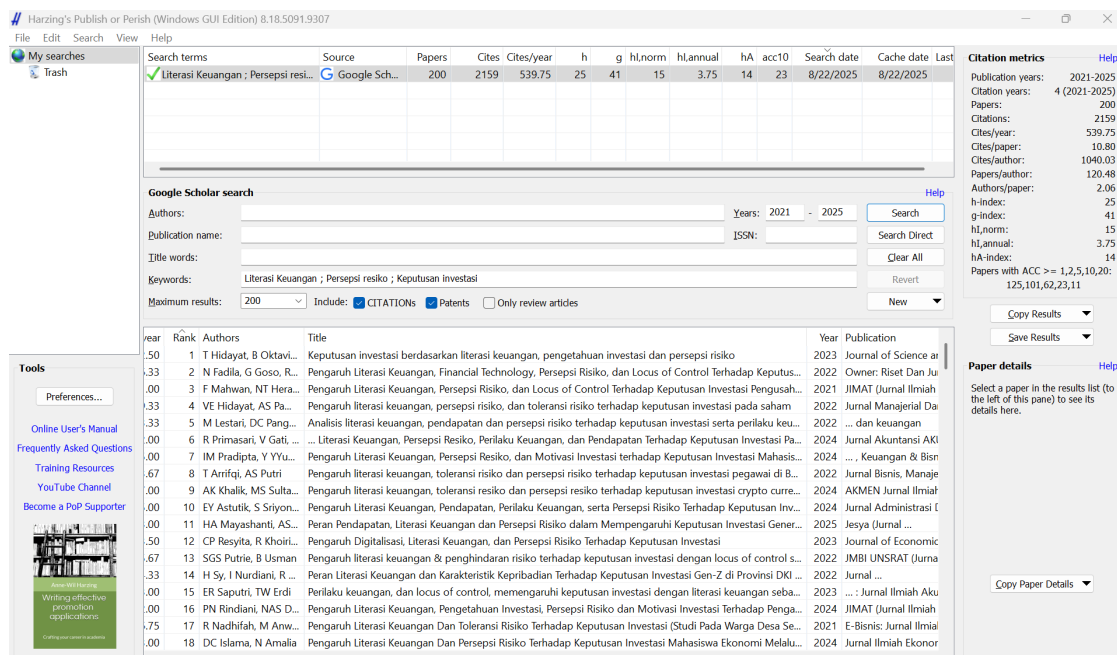 Harzing's Publish or Perish (Windows GUI Edition) 8.18.5091.9307
File Edit Search View Help
My searches
Trash
Search terms Source Papers Cites Cites/year h g hI,norm hI,annual hA acc10 Search date Cache date Last
Literasi Keuangan ; Persepsi resi... Google Sch... 200 2159 539.75 25 41 15 3.75 14 23 8/22/2025 8/22/2025
Google Scholar search Help
Authors: Years: 2021 - 2025 Search
Publication name: ISSN: Search Direct
Title words: Clear All
Keywords: Literasi Keuangan ; Persepsi resiko ; Keputusan investasi Revert
Maximum results: 200 Include: CITATIONs Patents Only review articles New
year Rank Authors Title Year Publication
.50 1 T Hidayat, B Oktavi... Keputusan investasi berdasarkan literasi keuangan, pengetahuan investasi dan persepsi risiko 2023 Journal of Science ar
.33 2 N Fadila, G Goso, R... Pengaruh Literasi Keuangan, Financial Technology, Persepsi Risiko, dan Locus of Control Terhadap Keputus... 2022 Owner: Riset Dan Ju
.00 3 F Mahwan, NT Hera... Pengaruh Literasi Keuangan, Persepsi Risiko, dan Locus of Control Terhadap Keputusan Investasi Pengusah... 2021 JIMAT (Jurnal Ilmiah
.33 4 VE Hidayat, AS Pa... Pengaruh literasi keuangan, persepsi risiko, dan toleransi risiko terhadap keputusan investasi pada saham 2022 Jurnal Manajerial Da
.33 5 M Lestari, DC Pang... Analisis literasi keuangan, pendapatan dan persepsi risiko terhadap keputusan investasi serta perilaku keu... 2022 ... dan keuangan
.00 6 R Primasari, V Gati, ... ... Literasi Keuangan, Persepsi Resiko, Perilaku Keuangan, dan Pendapatan Terhadap Keputusan Investasi Pa... 2024 Jurnal Akuntansi AKU
.00 7 IM Pradipta, Y YYu... Pengaruh Literasi Keuangan, Persepsi Resiko, dan Motivasi Investasi terhadap Keputusan Investasi Mahasis... 2024 ... , Keuangan & Bisn
.67 8 T Arrifqi, AS Putri Pengaruh literasi keuangan, toleransi risiko dan persepsi risiko terhadap keputusan investasi pegawai di B... 2022 Jurnal Bisnis, Manaje
.00 9 AK Khalik, MS Sulta... Pengaruh literasi keuangan, toleransi resiko dan persepsi resiko terhadap keputusan investasi crypto curre... 2024 AKMEN Jurnal Ilmiah
.00 10 EY Astutik, S Sriyon... Pengaruh Literasi Keuangan, Pendapatan, Perilaku Keuangan, serta Persepsi Risiko Terhadap Keputusan Inv... 2024 Jurnal Administrasi D
.00 11 HA Mayashanti, AS... Peran Pendapatan, Literasi Keuangan dan Persepsi Risiko dalam Mempengaruhi Keputusan Investasi Gener... 2025 Jesya (Jurnal ...
.50 12 CP Resyita, R Khoiri... Pengaruh Digitalisasi, Literasi Keuangan, dan Persepsi Risiko Terhadap Keputusan Investasi 2023 Journal of Economic
.67 13 SGS Putrie, B Usman Pengaruh literasi keuangan & penghindaran risiko terhadap keputusan investasi dengan locus of control s... 2022 JMBI UNSRAT (Jurna
.33 14 H Sy, I Nurdiani, R ... Peran Literasi Keuangan dan Karakteristik Kepribadian Terhadap Keputusan Investasi Gen-Z di Provinsi DKI ... 2022 Jurnal ...
.00 15 ER Saputri, TW Erdi Perilaku keuangan, dan locus of control, memengaruhi keputusan investasi dengan literasi keuangan seba... 2023 ... : Jurnal Ilmiah Aku
.00 16 PN Rindiani, NAS D... Pengaruh Literasi Keuangan, Pengetahuan Investasi, Persepsi Risiko dan Motivasi Investasi Terhadap Penga... 2024 JIMAT (Jurnal Ilmiah
.75 17 R Nadhifah, M Anw... Pengaruh Literasi Keuangan Dan Toleransi Risiko Terhadap Keputusan Investasi (Studi Pada Warga Desa Se... 2021 E-Bisnis: Jurnal Ilmial
.00 18 DC Islama, N Amalia Pengaruh Literasi Keuangan Dan Persepsi Risiko Terhadap Keputusan Investasi Mahasiswa Ekonomi Melalu... 2024 Jurnal Ilmiah Ekonor
Tools
Preferences...
Online User's Manual
Frequently Asked Questions
Training Resources
YouTube Channel
Become a PoP Supporter
Anne-Wil Harzing
Writing effective
promotion
applications
Crafting your career in academia
Citation metrics Help
Publication years: 2021-2025
Citation years: 4 (2021-2025)
Papers: 200
Citations: 2159
Cites/year: 539.75
Cites/paper: 10.80
Cites/author: 1040.03
Papers/author: 120.48
Authors/paper: 2.06
h-index: 25
g-index: 41
hI,norm: 15
hI,annual: 3.75
hA-index: 14
Papers with ACC >= 1,2,5,10,20:
125,101,62,23,11
Copy Results
Save Results
Paper details Help
Select a paper in the results list (to
the left of this pane) to see its
details here.
Copy Paper Details